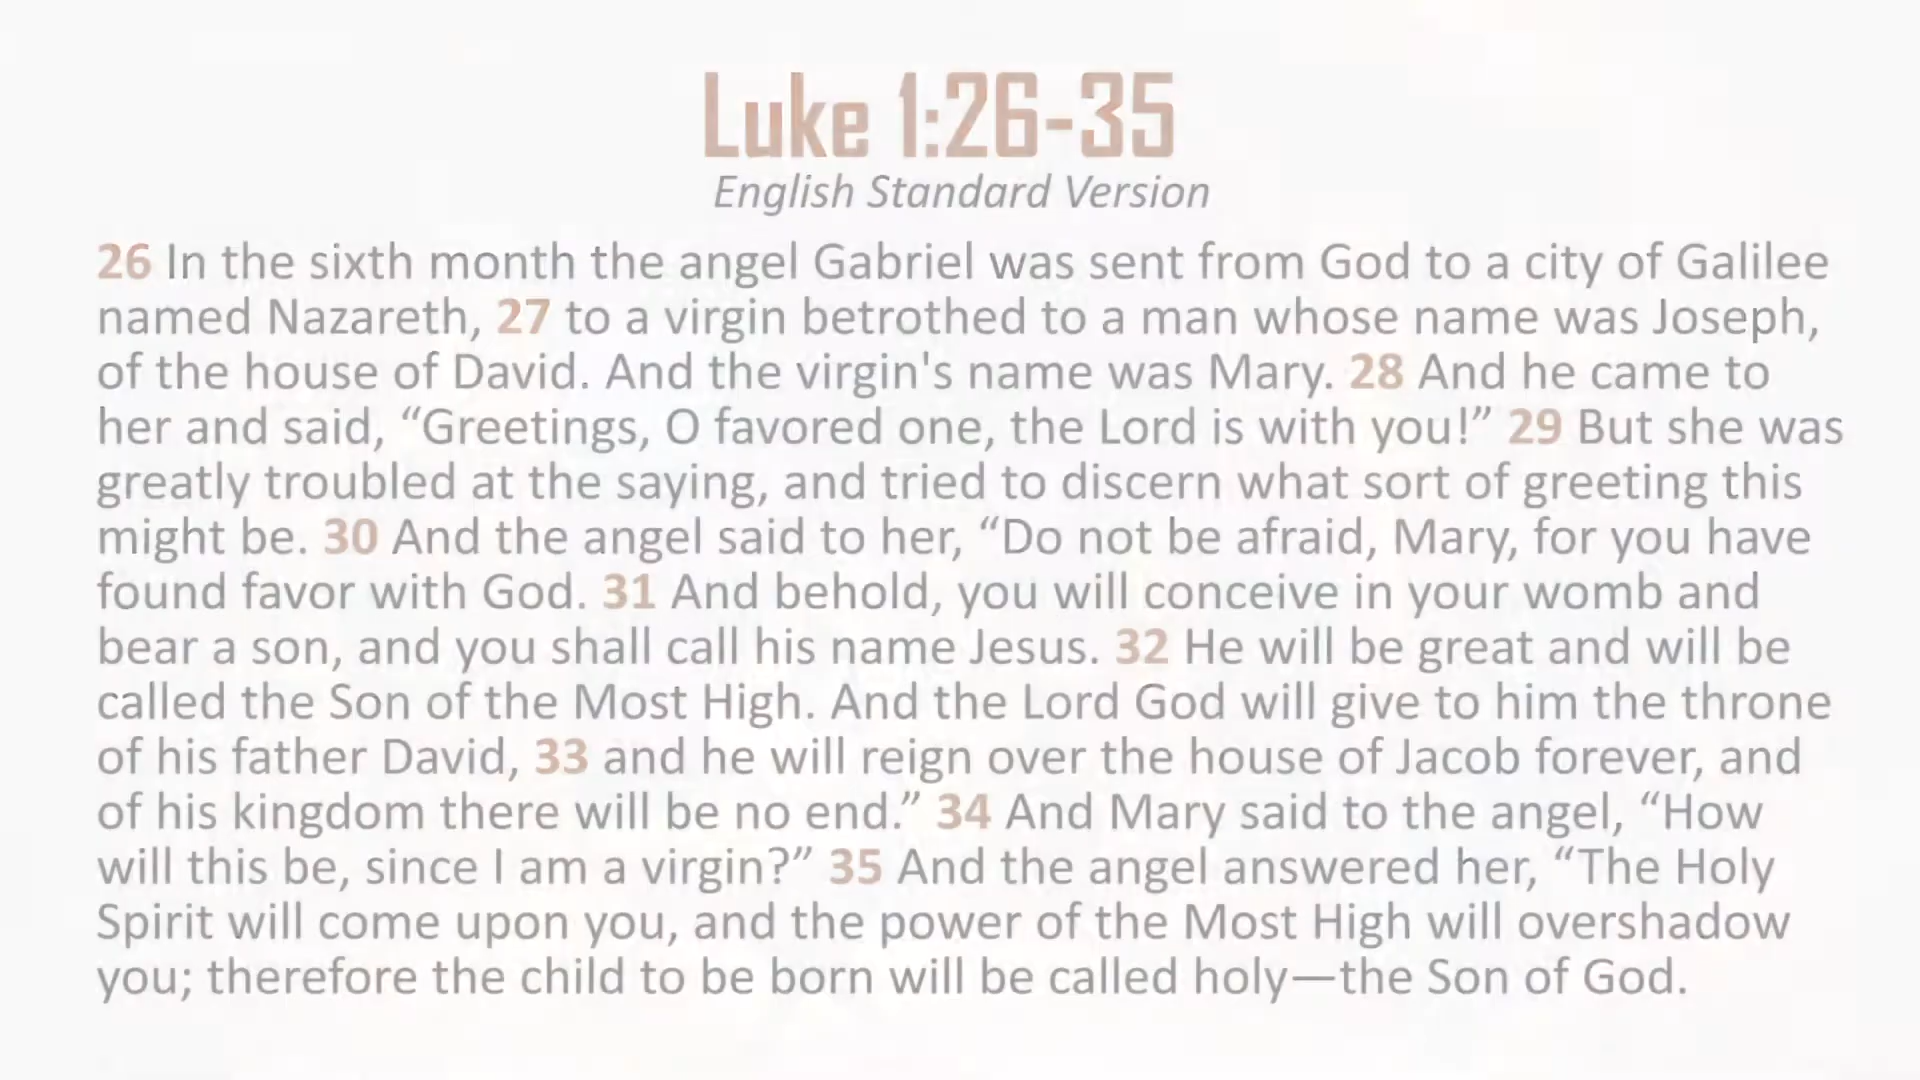 Luke 1:26-35
English Standard Version
26 In the sixth month the angel Gabriel was sent from God to a city of Galilee
named Nazareth, 27 to a virgin betrothed to a man whose name was Joseph,
of the house of David. And the virgin's name was Mary. 28 And he came to
her and said, “Greetings, O favored one, the Lord is with you!” 29 But she was
greatly troubled at the saying, and tried to discern what sort of greeting this
might be. 30 And the angel said to her, “Do not be afraid, Mary, for you have
found favor with God. 31 And behold, you will conceive in your womb and
bear a son, and you shall call his name Jesus. 32 He will be great and will be
called the Son of the Most High. And the Lord God will give to him the throne
of his father David, 33 and he will reign over the house of Jacob forever, and
of his kingdom there will be no end.” 34 And Mary said to the angel, “How
will this be, since I am a virgin?” 35 And the angel answered her, “The Holy
Spirit will come upon you, and the power of the Most High will overshadow
you; therefore the child to be born will be called holy—the Son of God.